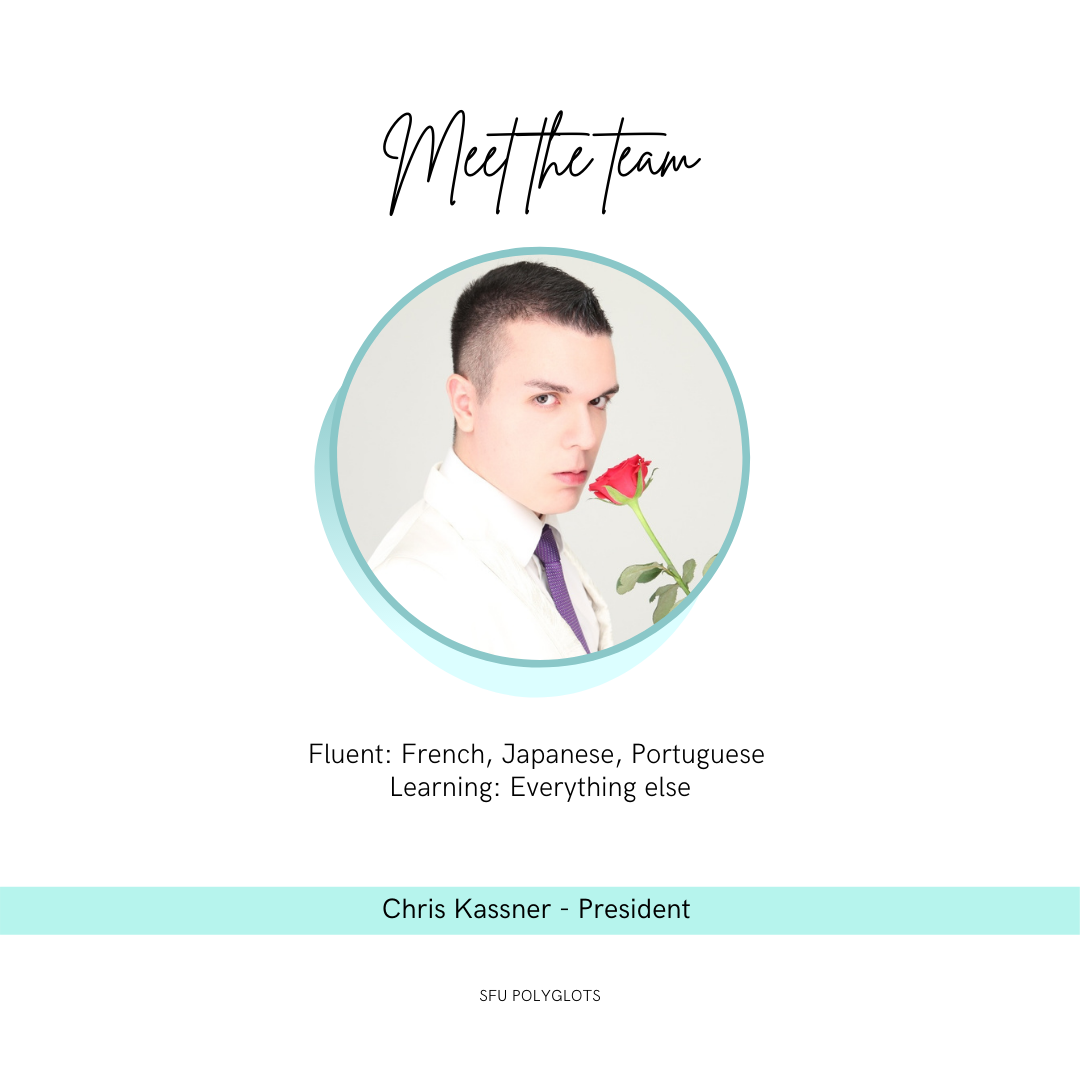 Meet the team
Fluent: French, Japanese, Portuguese
Learning: Everything else
Chris Kassner - President
SFU POLYGLOTS